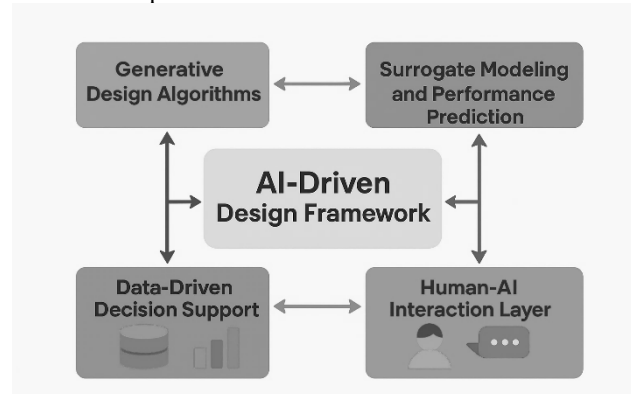 Generative
Design Algorithms
Surrogate Modeling
and Performance
Prediction
AI-Driven
Design Framework
Data-Driven
Decision Support
Human-AI
Interaction Layer